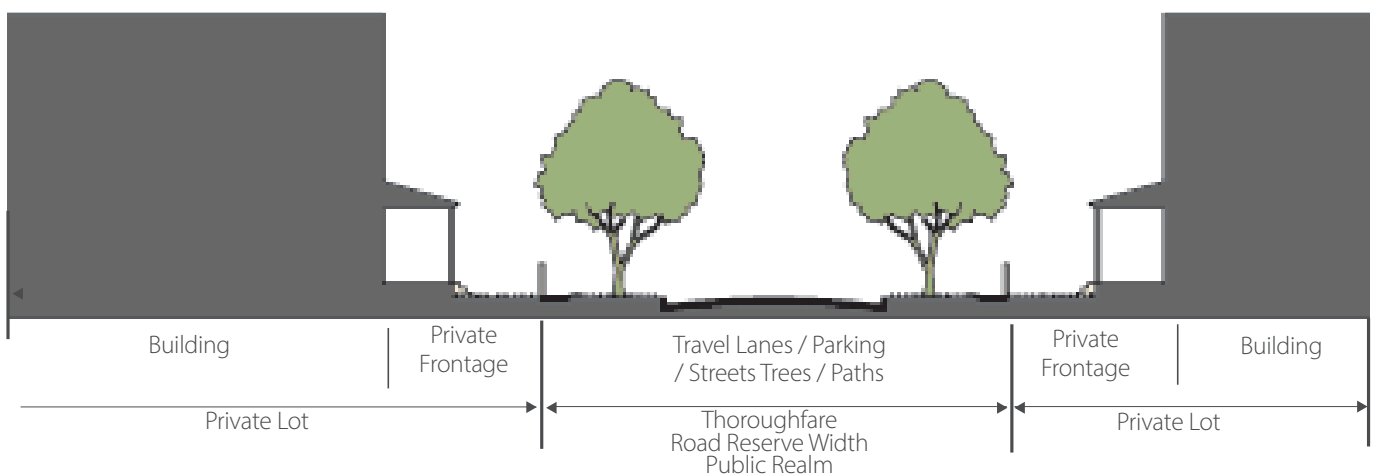 Building
Private
Frontage
Travel Lanes / Parking
/ Streets Trees / Paths
Private
Frontage
Building
Private Lot
Thoroughfare
Road Reserve Width
Public Realm
Private Lot